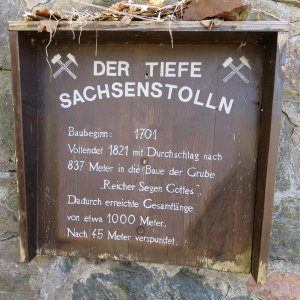 DER TIEFE
SACHSENSTOLLN
Baubeginn: 1701
Vollendet 1821 mit Durchschlag nach
837 Meter in die Baue der Grube
„Reicher Segen Gottes".
Dadurch erreichte Gesamtlänge
von etwa 1000 Meter,
Nach 45 Meter verspundet.